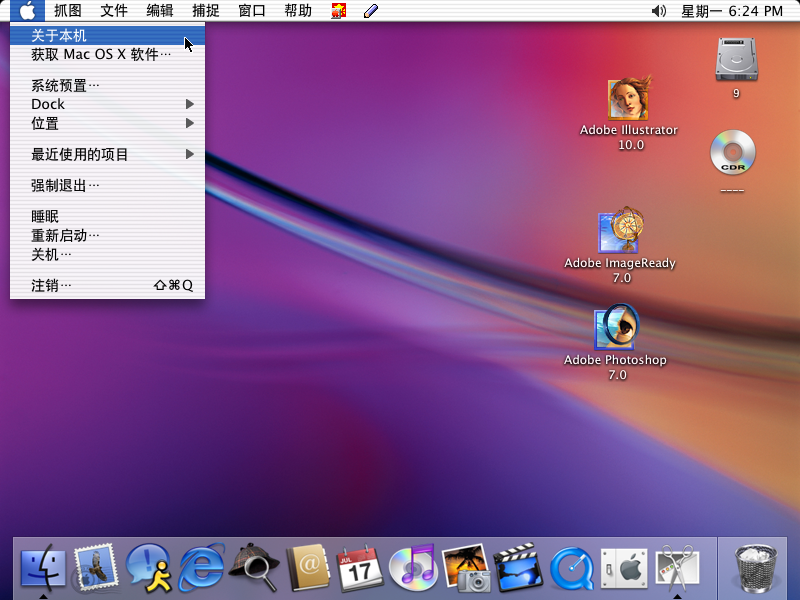 抓图 文件 编辑 捕捉 窗口 帮助 星期一 6:24 PM
关于本机
获取 Mac OS X 软件…
系统预置…
Dock
位置
最近使用的项目
强制退出…
睡眠
重新启动…
关机…
注销… ⇧⌘Q
9
Adobe Illustrator
10.0
CDR
----
Adobe ImageReady
7.0
Adobe Photoshop
7.0
@
JUL
17